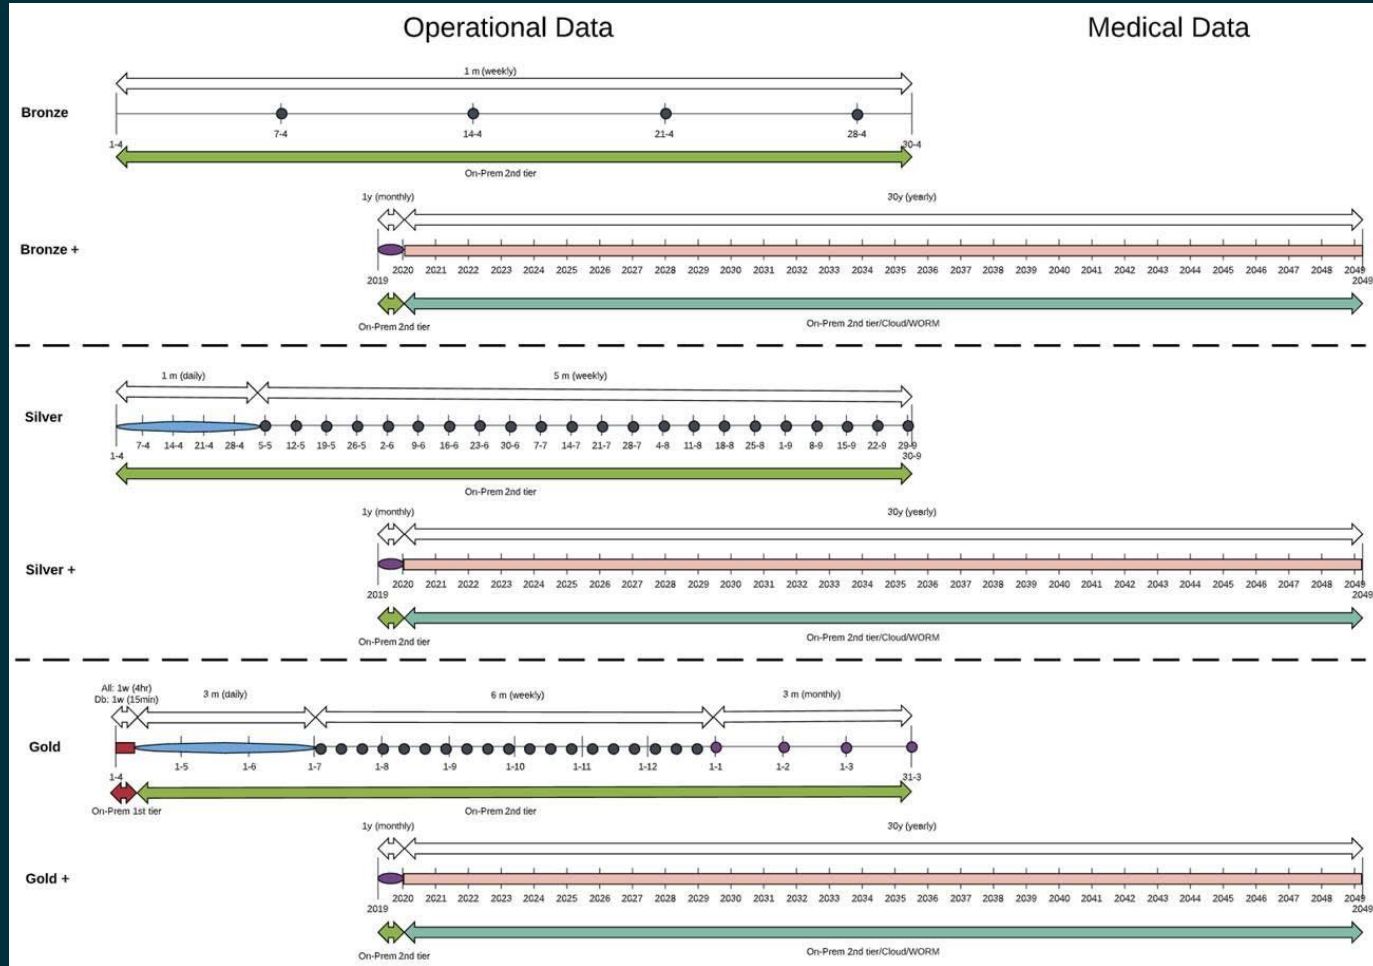 Operational Data
Medical Data
1 m (weekly)
Bronze
7-4 14-4 21-4 28-4
1-4 30-4
On-Prem 2nd tier
1y (monthly) 30y (yearly)
Bronze +
2020 2021 2022 2023 2024 2025 2026 2027 2028 2029 2030 2031 2032 2033 2034 2035 2036 2037 2038 2039 2040 2041 2042 2043 2044 2045 2046 2047 2048 2049
2019 2049
On-Prem 2nd tier On-Prem 2nd tier/Cloud/WORM
1 m (daily) 5 m (weekly)
Silver
7-4 14-4 21-4 28-4 5-5 12-5 19-5 26-5 2-6 9-6 16-6 23-6 30-6 7-7 14-7 21-7 28-7 4-8 11-8 18-8 25-8 1-9 8-9 15-9 22-9 29-9
1-4 30-9
On-Prem 2nd tier
1y (monthly) 30y (yearly)
Silver +
2020 2021 2022 2023 2024 2025 2026 2027 2028 2029 2030 2031 2032 2033 2034 2035 2036 2037 2038 2039 2040 2041 2042 2043 2044 2045 2046 2047 2048 2049
2019 2049
On-Prem 2nd tier On-Prem 2nd tier/Cloud/WORM
All: 1w (4hr)
Db: 1w (15min)
3 m (daily) 6 m (weekly) 3 m (monthly)
Gold
1-5 1-6 1-7 1-8 1-9 1-10 1-11 1-12 1-1 1-2 1-3
1-4 31-3
On-Prem 1st tier On-Prem 2nd tier
1y (monthly) 30y (yearly)
Gold +
2020 2021 2022 2023 2024 2025 2026 2027 2028 2029 2030 2031 2032 2033 2034 2035 2036 2037 2038 2039 2040 2041 2042 2043 2044 2045 2046 2047 2048 2049
2019 2049
On-Prem 2nd tier On-Prem 2nd tier/Cloud/WORM